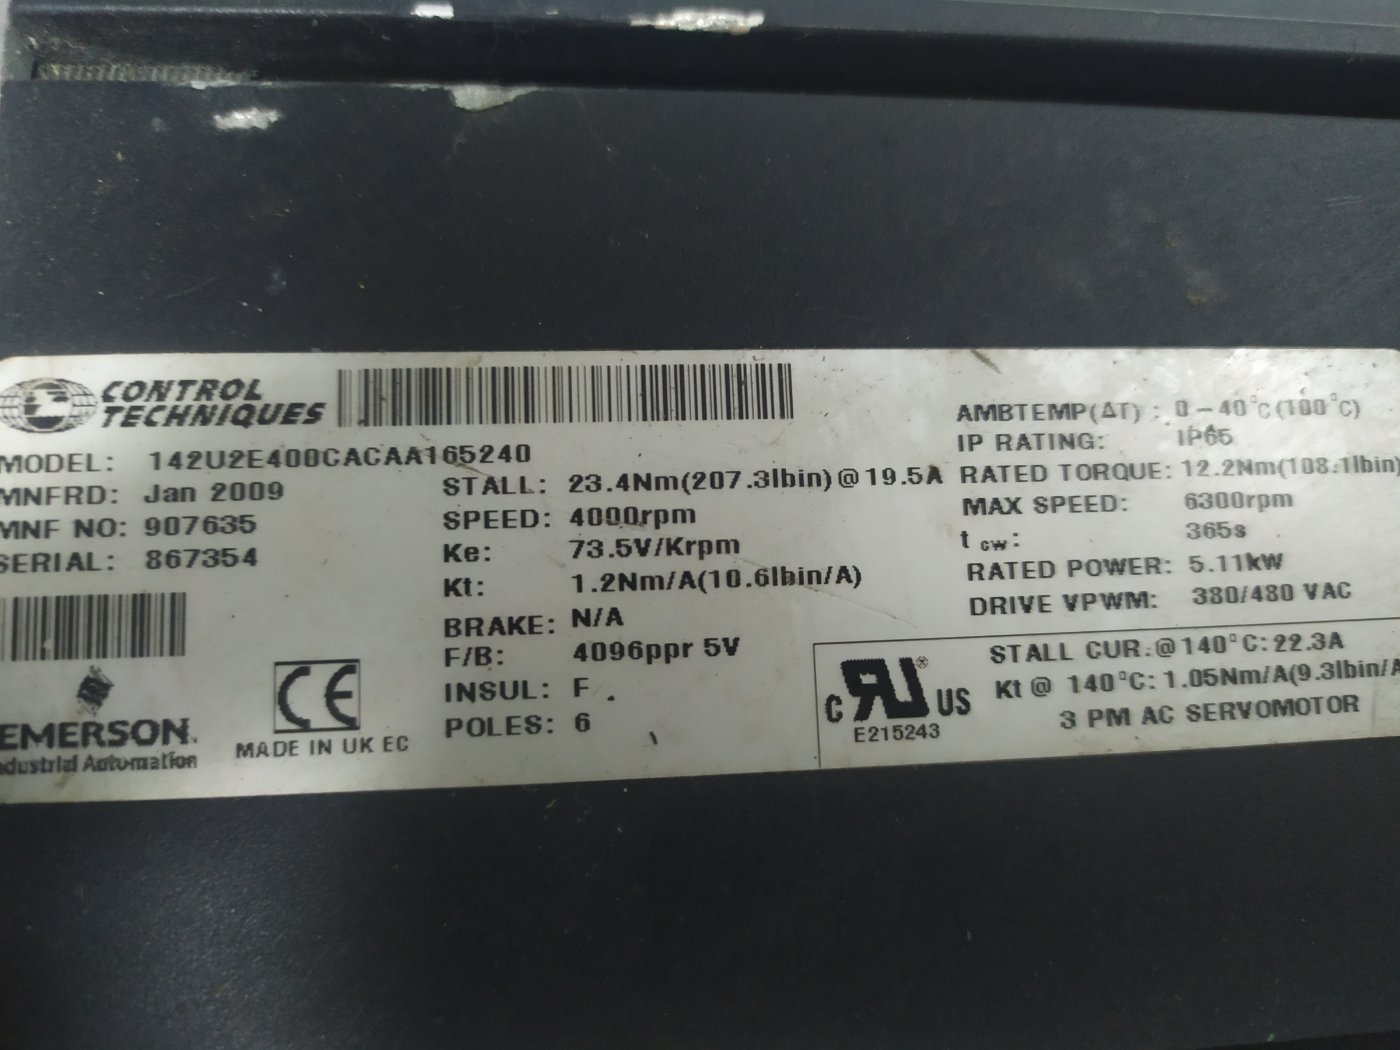 CONTROL
TECHNIQUES
MODEL: 142U2E400CACAA165240
MNFRD: Jan 2009
MNF NO: 907635
SERIAL: 867354
EMERSON.
Industrial Automation
CE
MADE IN UK EC
STALL: 23.4Nm(207.3lbin)@19.5A
SPEED: 4000rpm
Ke: 73.5V/Krpm
Kt: 1.2Nm/A(10.6lbin/A)
BRAKE: N/A
F/B: 4096ppr 5V
INSUL: F
POLES: 6
AMBTEMP(ΔT) : 0-40°C(100°C)
IP RATING: IP65
RATED TORQUE: 12.2Nm(108.1lbin)
MAX SPEED: 6300rpm
t cw: 365s
RATED POWER: 5.11kW
DRIVE VPWM: 380/480 VAC
c RU ® US
E215243
STALL CUR.@140°C: 22.3A
Kt @ 140°C: 1.05Nm/A(9.3lbin/A
3 PM AC SERVOMOTOR